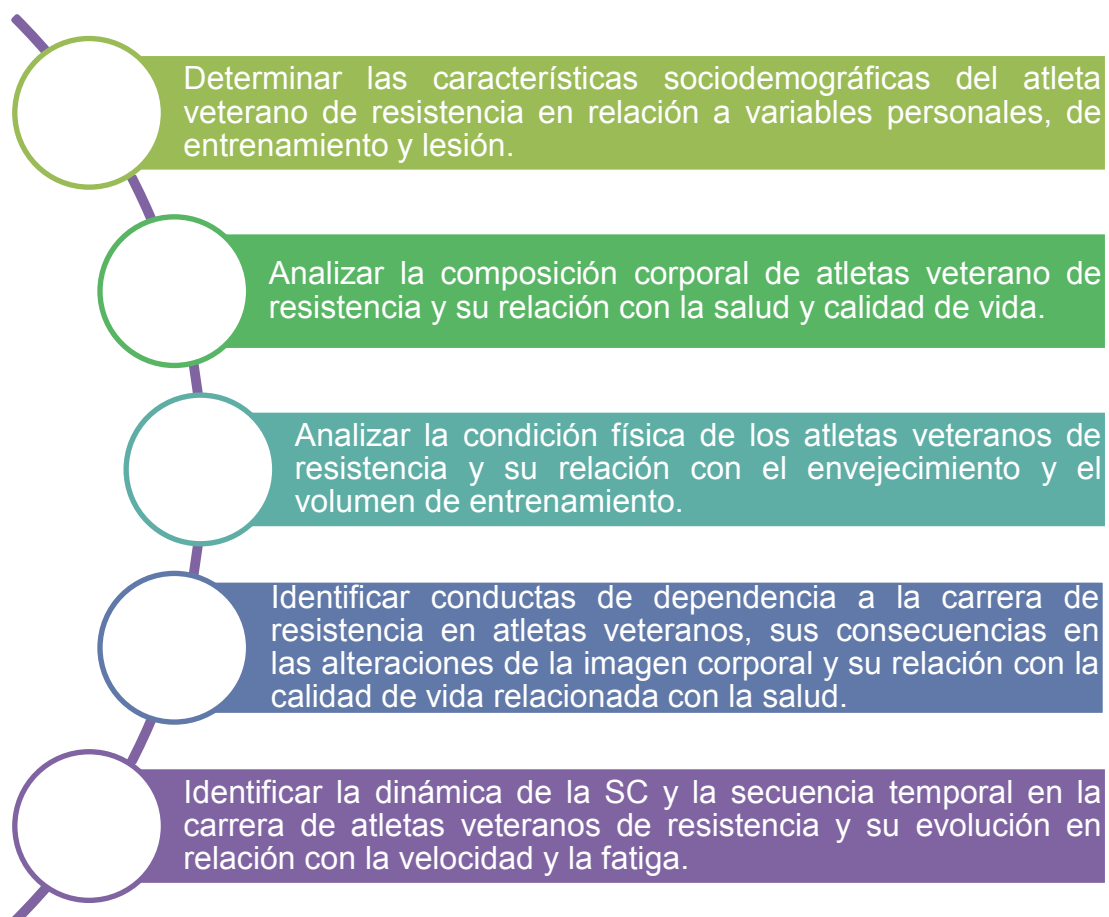 Determinar las características sociodemográficas del atleta
veterano de resistencia en relación a variables personales, de
entrenamiento y lesión.
Analizar la composición corporal de atletas veterano de
resistencia y su relación con la salud y calidad de vida.
Analizar la condición física de los atletas veteranos de
resistencia y su relación con el envejecimiento y el
volumen de entrenamiento.
Identificar conductas de dependencia a la carrera de
resistencia en atletas veteranos, sus consecuencias en
las alteraciones de la imagen corporal y su relación con la
calidad de vida relacionada con la salud.
Identificar la dinámica de la SC y la secuencia temporal en la
carrera de atletas veteranos de resistencia y su evolución en
relación con la velocidad y la fatiga.